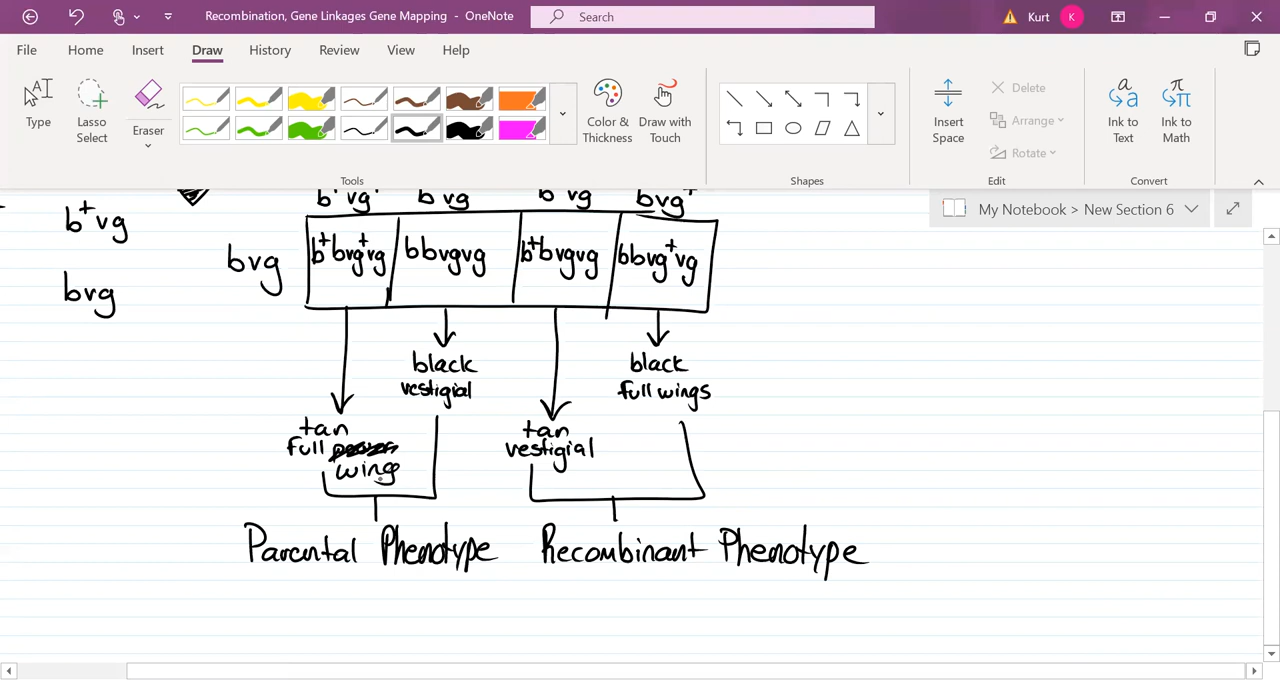 Recombination, Gene Linkages Gene Mapping - OneNote
Search
Kurt
K
File Home Insert Draw History Review View Help
Type
Lasso Select
Eraser
Color & Thickness
Draw with Touch
Insert Space
Delete
Arrange
Rotate
Ink to Text
Ink to Math
Tools
Shapes
Edit
Convert
My Notebook > New Section 6
b vg b vg bvg+
b+vg
bvg
bvg
b+bvg+vg bbvgvg b+bvgvg bbvg+vg
black
vestigial
black
full wings
tan
full
wing
tan
vestigial
Parental Phenotype Recombinant Phenotype